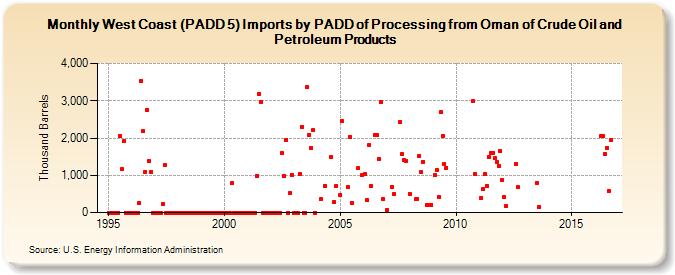 Monthly West Coast (PADD 5) Imports by PADD of Processing from Oman of Crude Oil and
Petroleum Products
Thousand Barrels
4,000
3,000
2,000
1,000
0
1995
2000
2005
2010
2015
Source: U.S. Energy Information Administration